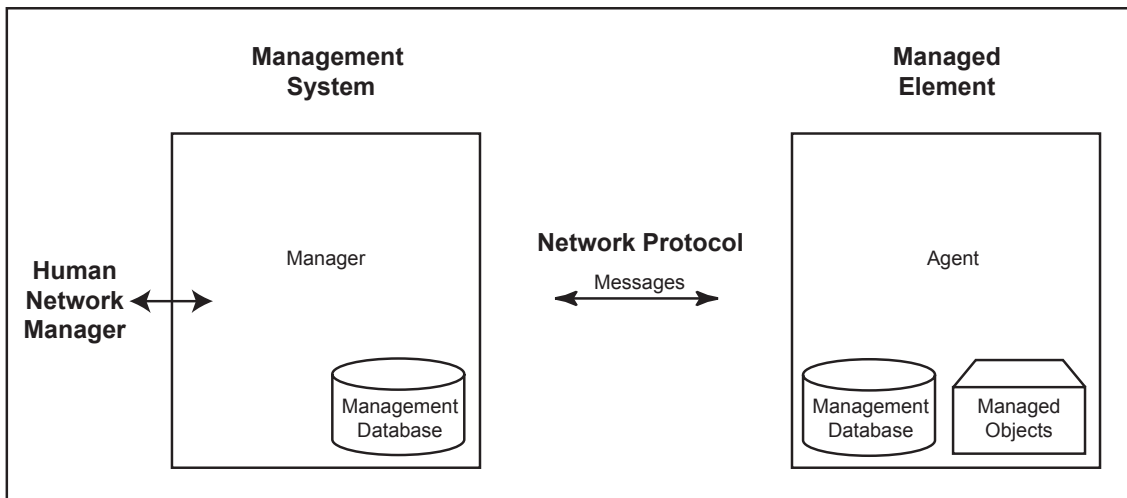 Management
System
Managed
Element
Human
Network
Manager
Manager
Management
Database
Network Protocol
Messages
Agent
Management
Database
Managed
Objects